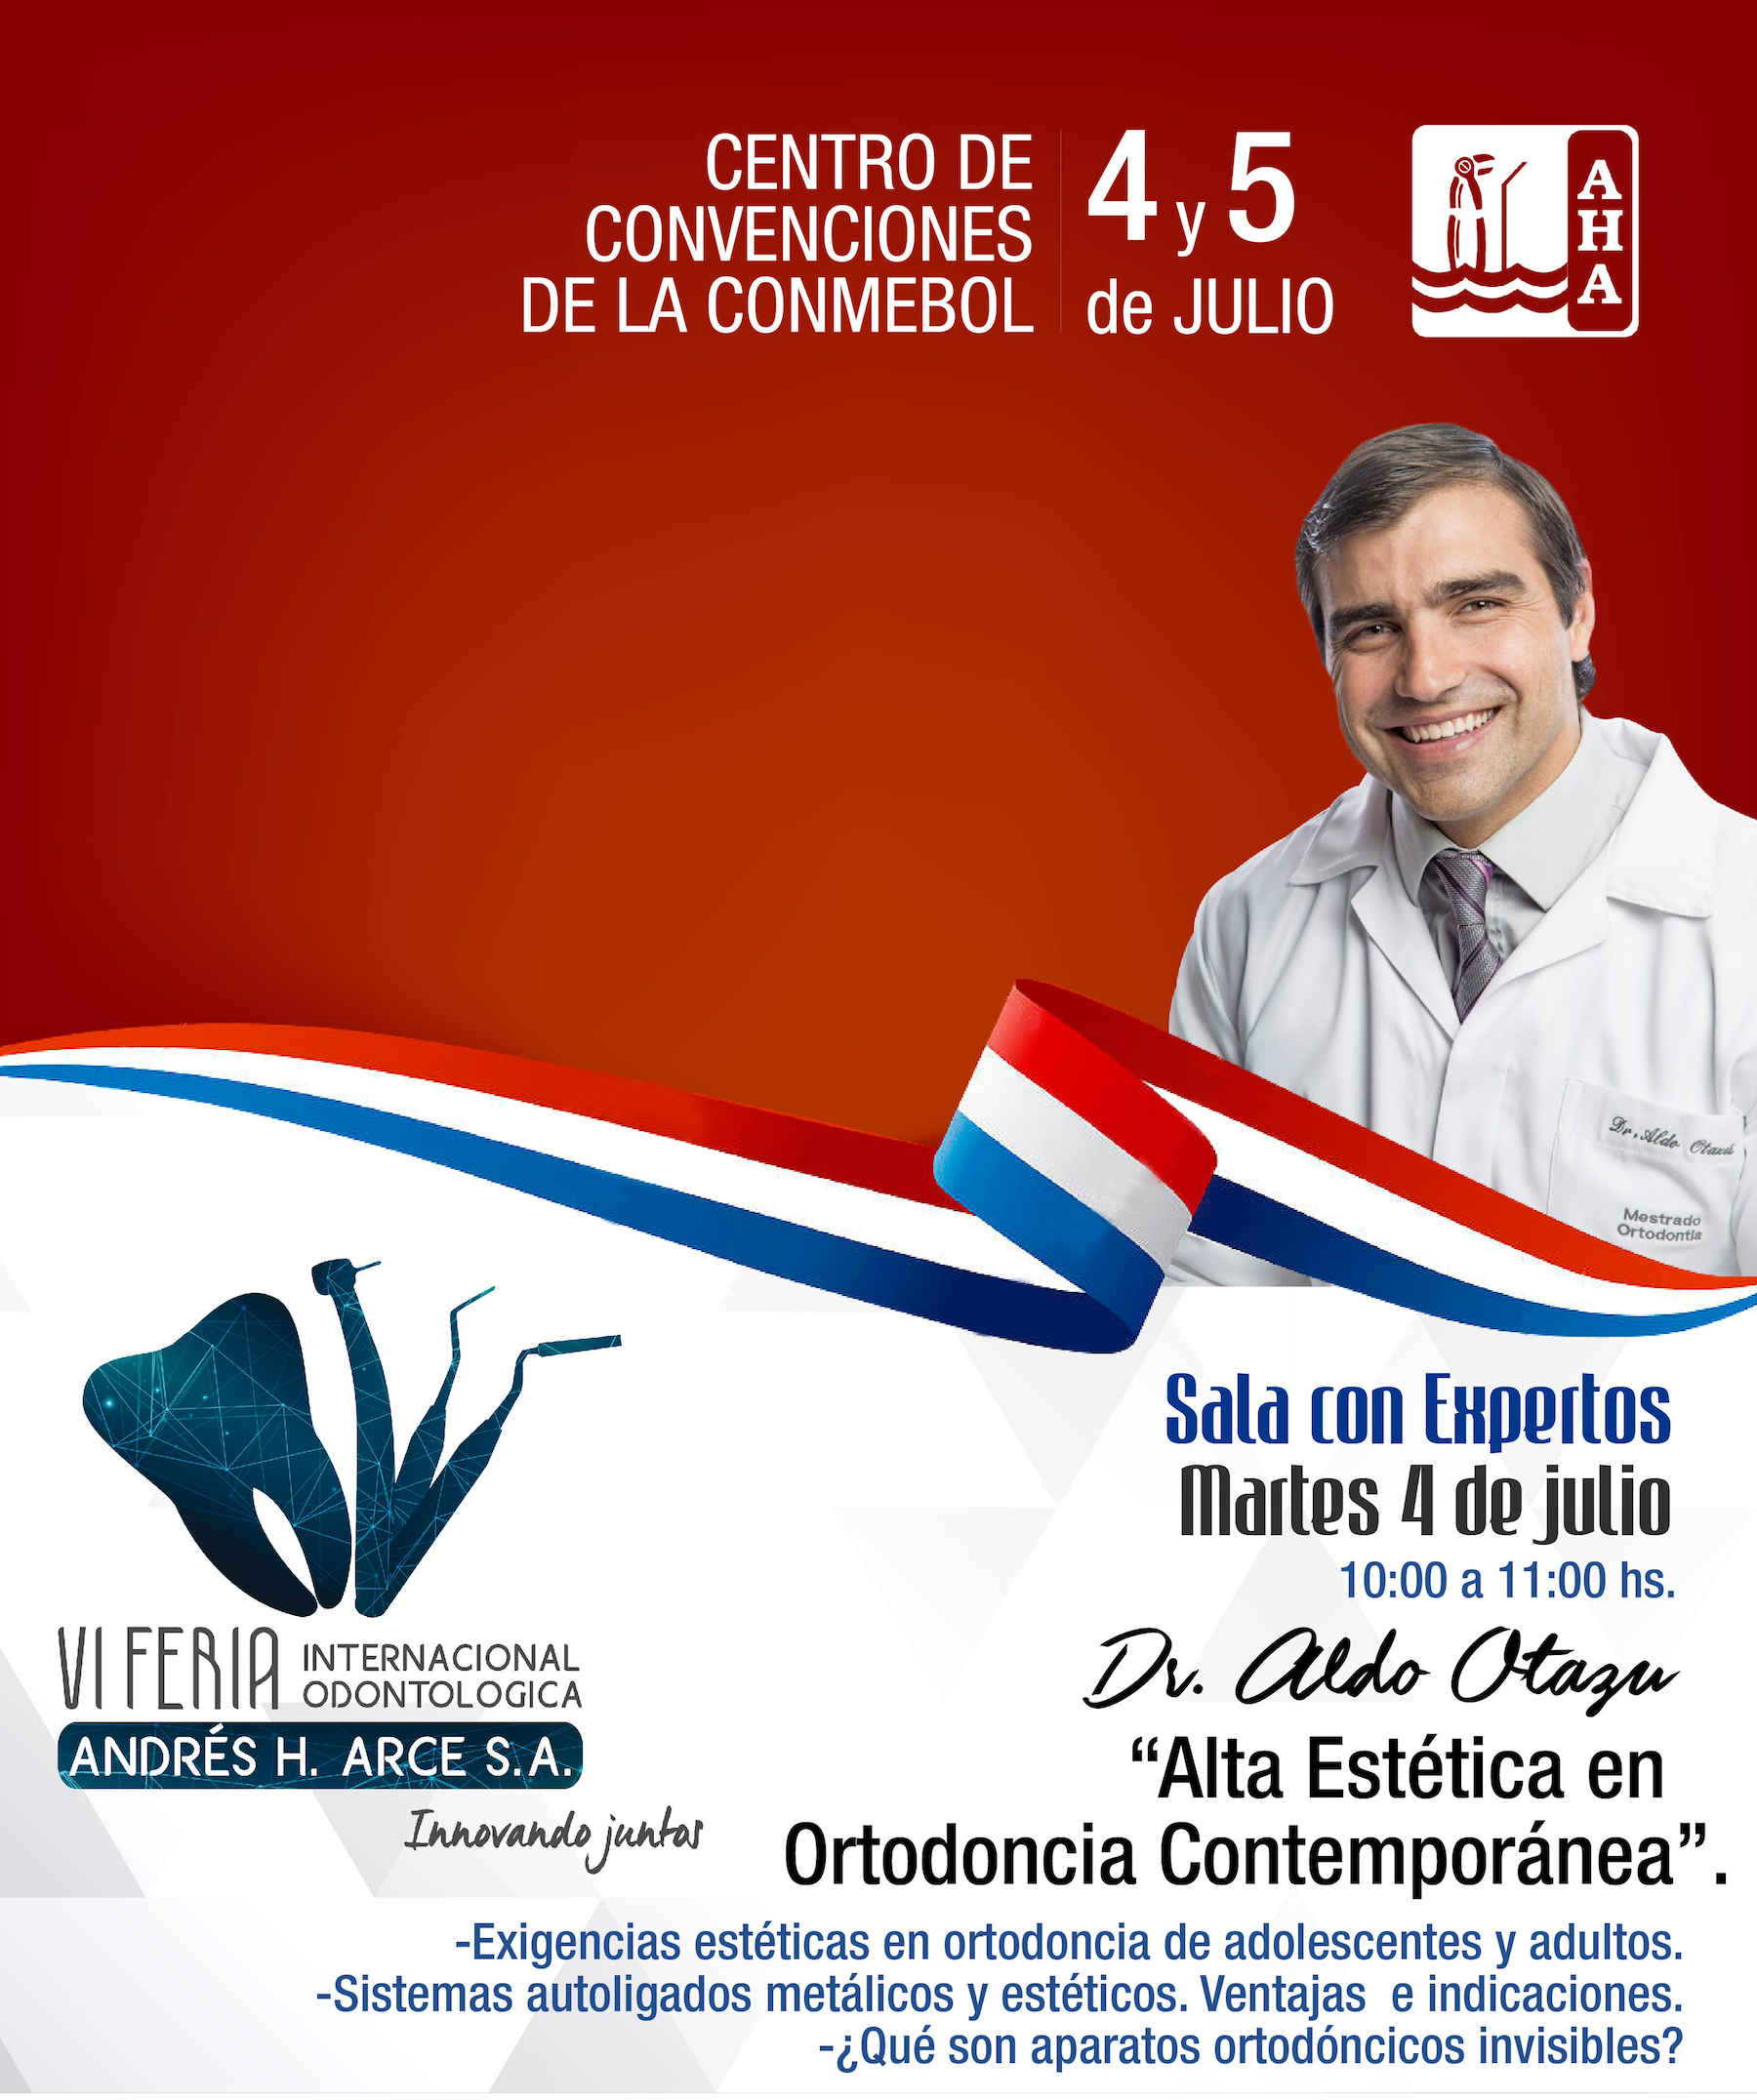 CENTRO DE
CONVENCIONES
DE LA CONMEBOL
4 y 5
de JULIO
AHA
Dr. Aldo Otazú
Mestrado
Ortodontia
Sala con Expertos
Martes 4 de julio
10:00 a 11:00 hs.
Dr. Aldo Otazu
“Alta Estética en
Ortodoncia Contemporánea”.
VI FERIA INTERNACIONAL
ODONTOLOGICA
ANDRÉS H. ARCE S.A.
Innovando juntos
-Exigencias estéticas en ortodoncia de adolescentes y adultos.
-Sistemas autoligados metálicos y estéticos. Ventajas e indicaciones.
-¿Qué son aparatos ortodóncicos invisibles?